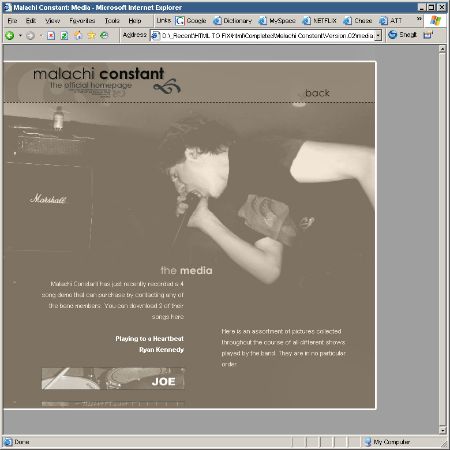 Malachi Constant: Media - Microsoft Internet Explorer
File Edit View Favorites Tools Help Links Google Dictionary MySpace NETFLIX Chase ATT
Address D:\_Recent\HTML TO FIX\Html\Completed\Malachi Constant\Version.02\media. SnagIt
malachi constant
the official homepage
back
Marshall
the media
Malachi Constant has just recently recorded a 4
song demo that can purchase by contacting any of
the band members. You can download 2 of their
songs here
Playing to a Heartbeat
Ryan Kennedy
Here is an assortment of pictures collected
throughout the course of all different shows
played by the band. They are in no particular
order
JOE
Done My Computer